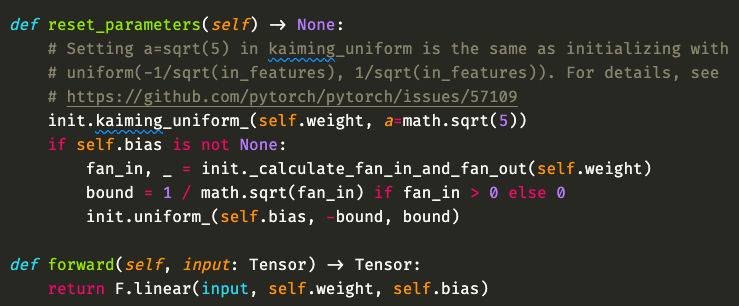 def reset_parameters(self) -> None:
    # Setting a=sqrt(5) in kaiming_uniform is the same as initializing with
    # uniform(-1/sqrt(in_features), 1/sqrt(in_features)). For details, see
    # https://github.com/pytorch/pytorch/issues/57109
    init.kaiming_uniform_(self.weight, a=math.sqrt(5))
    if self.bias is not None:
        fan_in, _ = init._calculate_fan_in_and_fan_out(self.weight)
        bound = 1 / math.sqrt(fan_in) if fan_in > 0 else 0
        init.uniform_(self.bias, -bound, bound)

def forward(self, input: Tensor) -> Tensor:
    return F.linear(input, self.weight, self.bias)